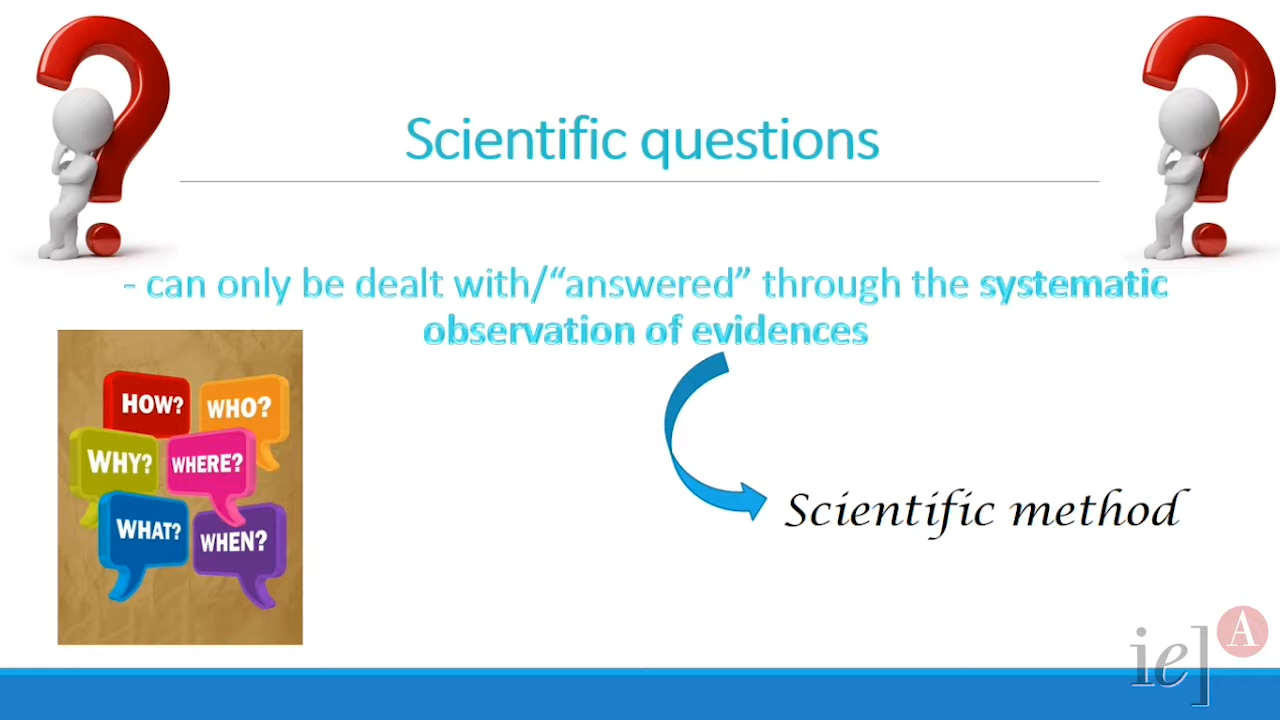 Scientific questions
- can only be dealt with/“answered” through the systematic
observation of evidences
HOW?
WHO?
WHY?
WHERE?
WHAT?
WHEN?
Scientific method
ie]
A